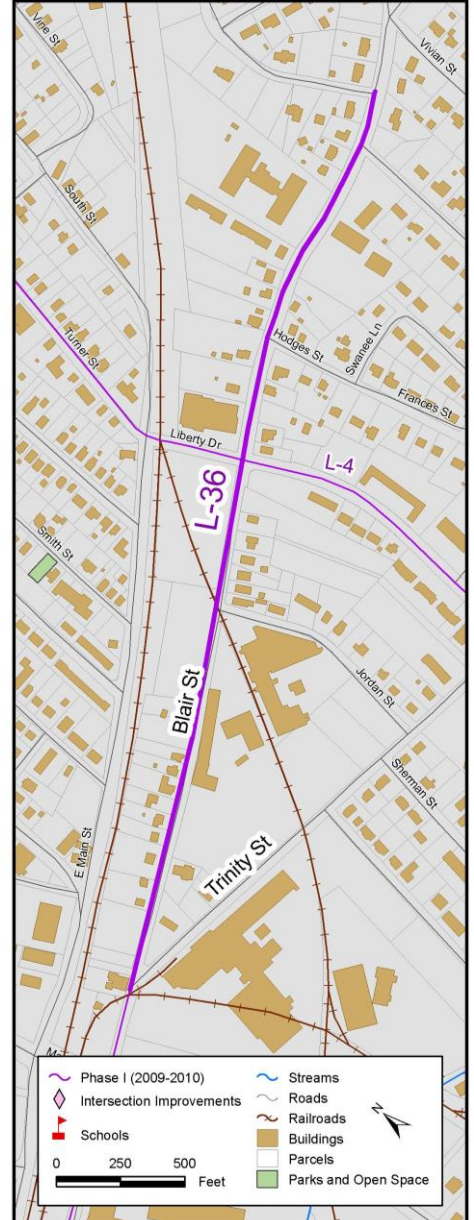 Vine St
Vivian St
South St
Turner St
Hodges St
Swanee Ln
Frances St
Liberty Dr
L-4
L-36
Smith St
Blair St
Jordan St
Sherman St
E Main St
Trinity St
Phase I (2009-2010)
Intersection Improvements
Schools
0 250 500
Feet
Streams
Roads
Railroads
Buildings
Parcels
Parks and Open Space
N